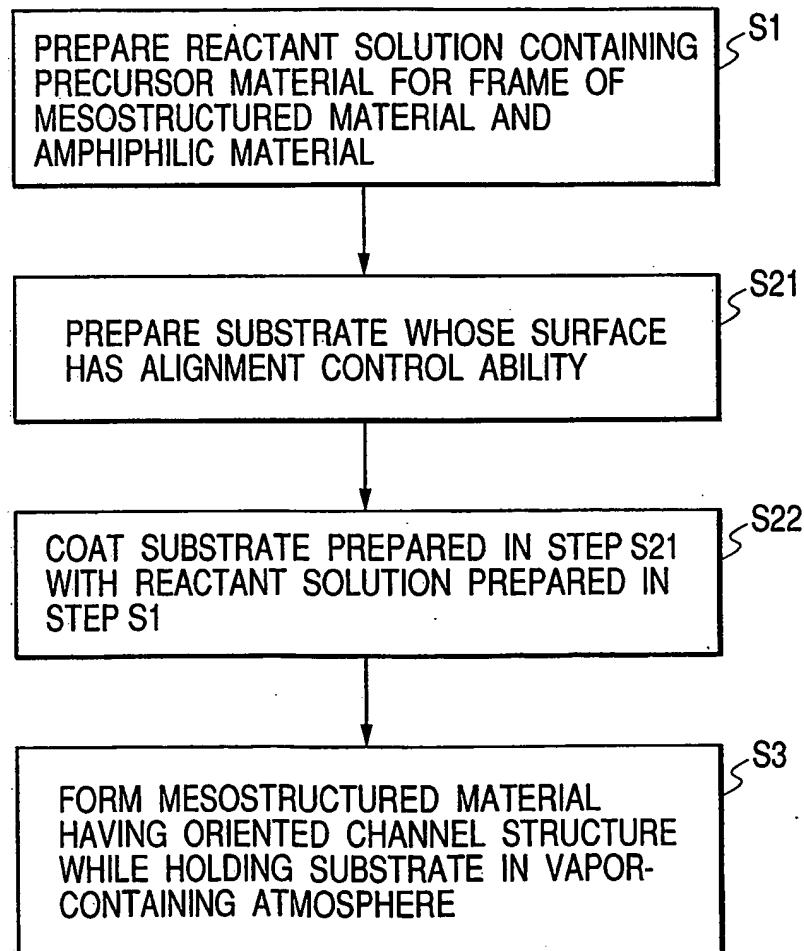 S1
PREPARE REACTANT SOLUTION CONTAINING
PRECURSOR MATERIAL FOR FRAME OF
MESOSTRUCTURED MATERIAL AND
AMPHIPHILIC MATERIAL
S21
PREPARE SUBSTRATE WHOSE SURFACE
HAS ALIGNMENT CONTROL ABILITY
S22
COAT SUBSTRATE PREPARED IN STEP S21
WITH REACTANT SOLUTION PREPARED IN
STEP S1
S3
FORM MESOSTRUCTURED MATERIAL
HAVING ORIENTED CHANNEL STRUCTURE
WHILE HOLDING SUBSTRATE IN VAPOR-
CONTAINING ATMOSPHERE